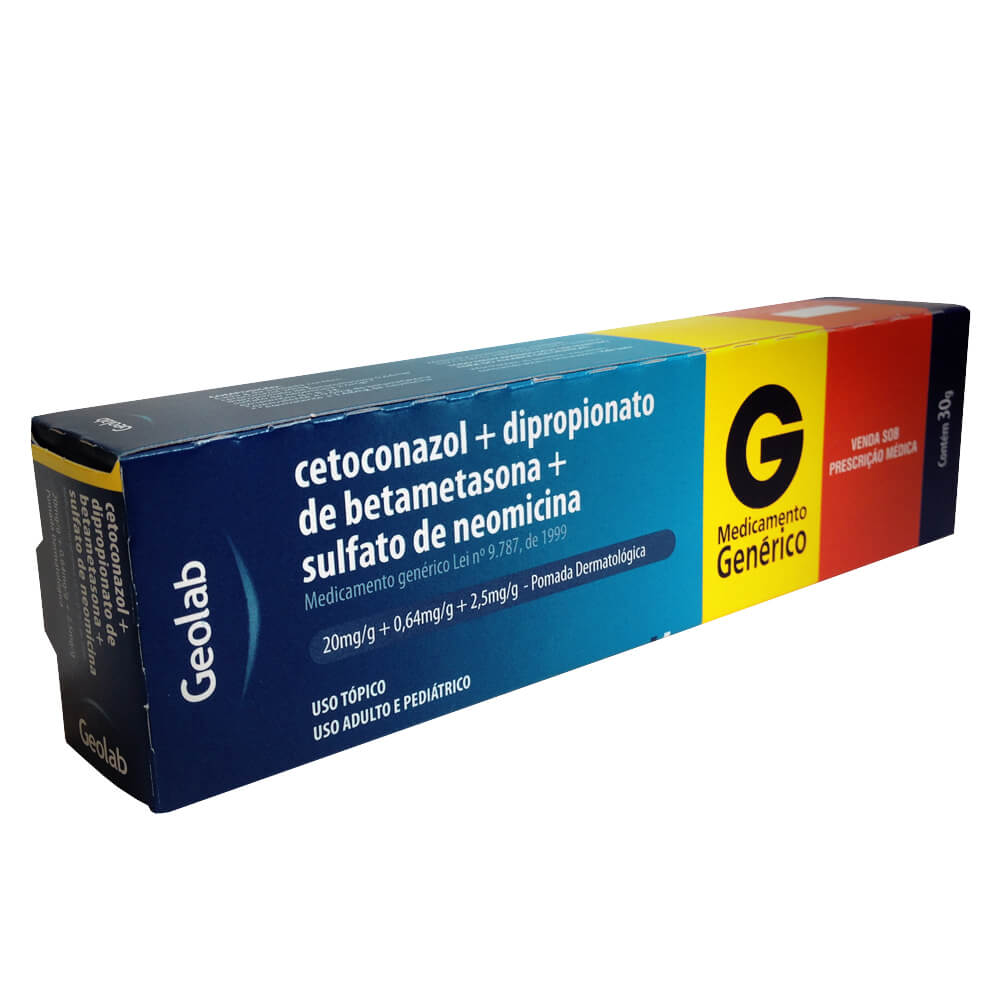 Geolab
cetoconazol +
dipropionato de
betametasona +
sulfato de neomicina
Geolab
Geolab
cetoconazol + dipropionato
de betametasona +
sulfato de neomicina
Medicamento genérico Lei nº 9.787, de 1999
20mg/g + 0,64mg/g + 2,5mg/g - Pomada Dermatológica
USO TÓPICO
USO ADULTO E PEDIÁTRICO
G
Medicamento
Genérico
VENDA SOB
PRESCRIÇÃO MÉDICA
Contém 30g